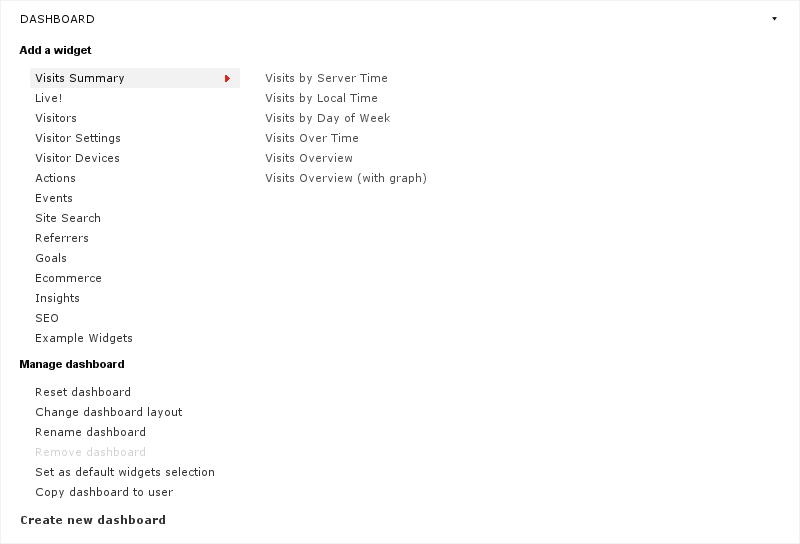 DASHBOARD
Add a widget
Visits Summary
Live!
Visitors
Visitor Settings
Visitor Devices
Actions
Events
Site Search
Referrers
Goals
Ecommerce
Insights
SEO
Example Widgets
Visits by Server Time
Visits by Local Time
Visits by Day of Week
Visits Over Time
Visits Overview
Visits Overview (with graph)
Manage dashboard
Reset dashboard
Change dashboard layout
Rename dashboard
Remove dashboard
Set as default widgets selection
Copy dashboard to user
Create new dashboard